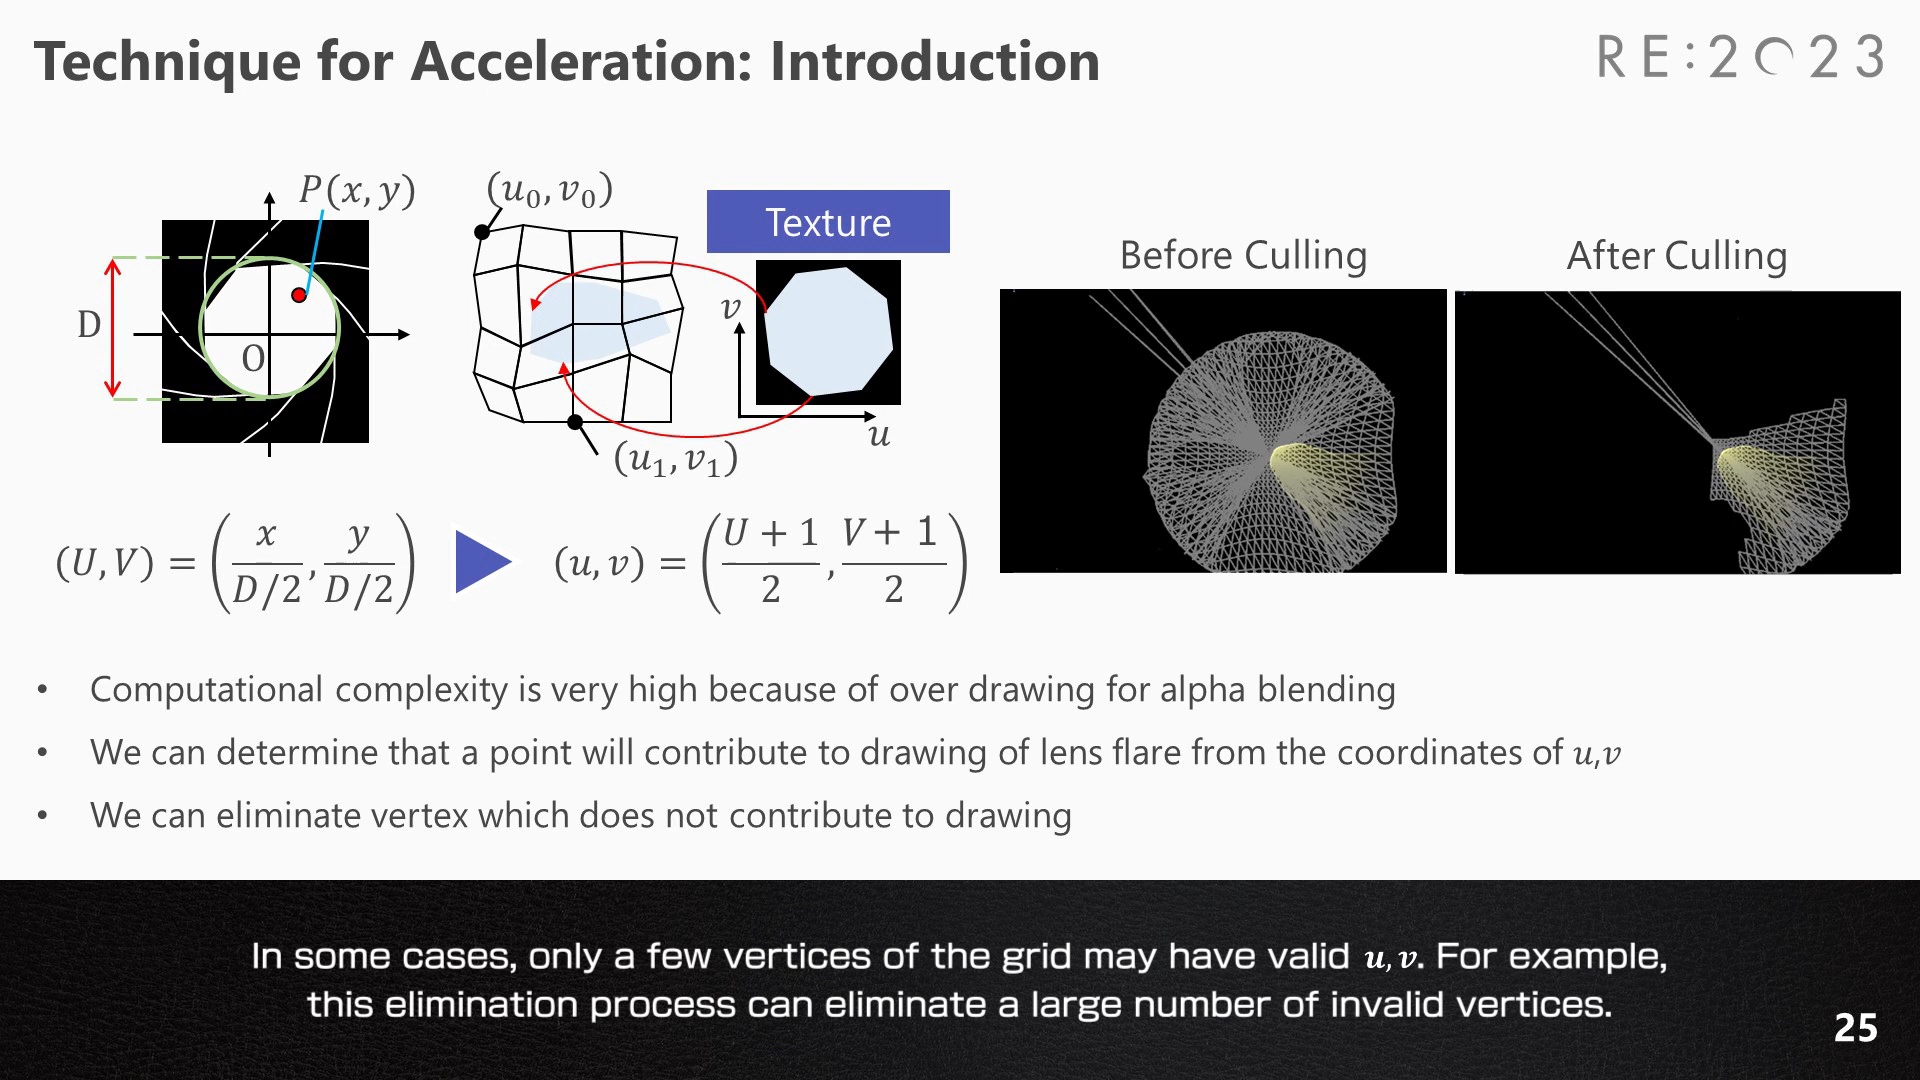 Technique for Acceleration: Introduction
RE:2023
P(x, y)
D
O
(u₀, v₀)
Texture
v
u
(u₁, v₁)
Before Culling
After Culling
(U, V) = (x / D/2, y / D/2)
(u, v) = (U + 1 / 2, V + 1 / 2)
• Computational complexity is very high because of over drawing for alpha blending
• We can determine that a point will contribute to drawing of lens flare from the coordinates of u,v
• We can eliminate vertex which does not contribute to drawing
In some cases, only a few vertices of the grid may have valid u, v. For example,
this elimination process can eliminate a large number of invalid vertices.
25